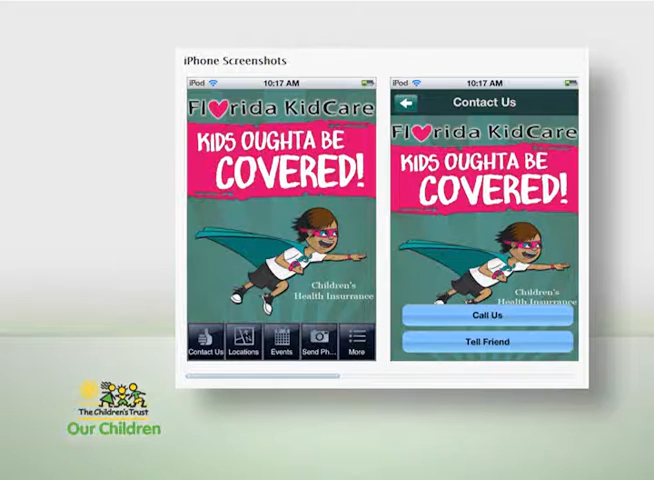 iPhone Screenshots
iPod 10:17 AM
Florida KidCare
KIDS OUGHTA BE
COVERED!
Children's
Health Insurrance
Contact Us Locations Events Send Ph... More
iPod 10:17 AM
Contact Us
Florida KidCare
KIDS OUGHTA BE
COVERED!
Children's
Health Insurrance
Call Us
Tell Friend
The Children's Trust
Our Children